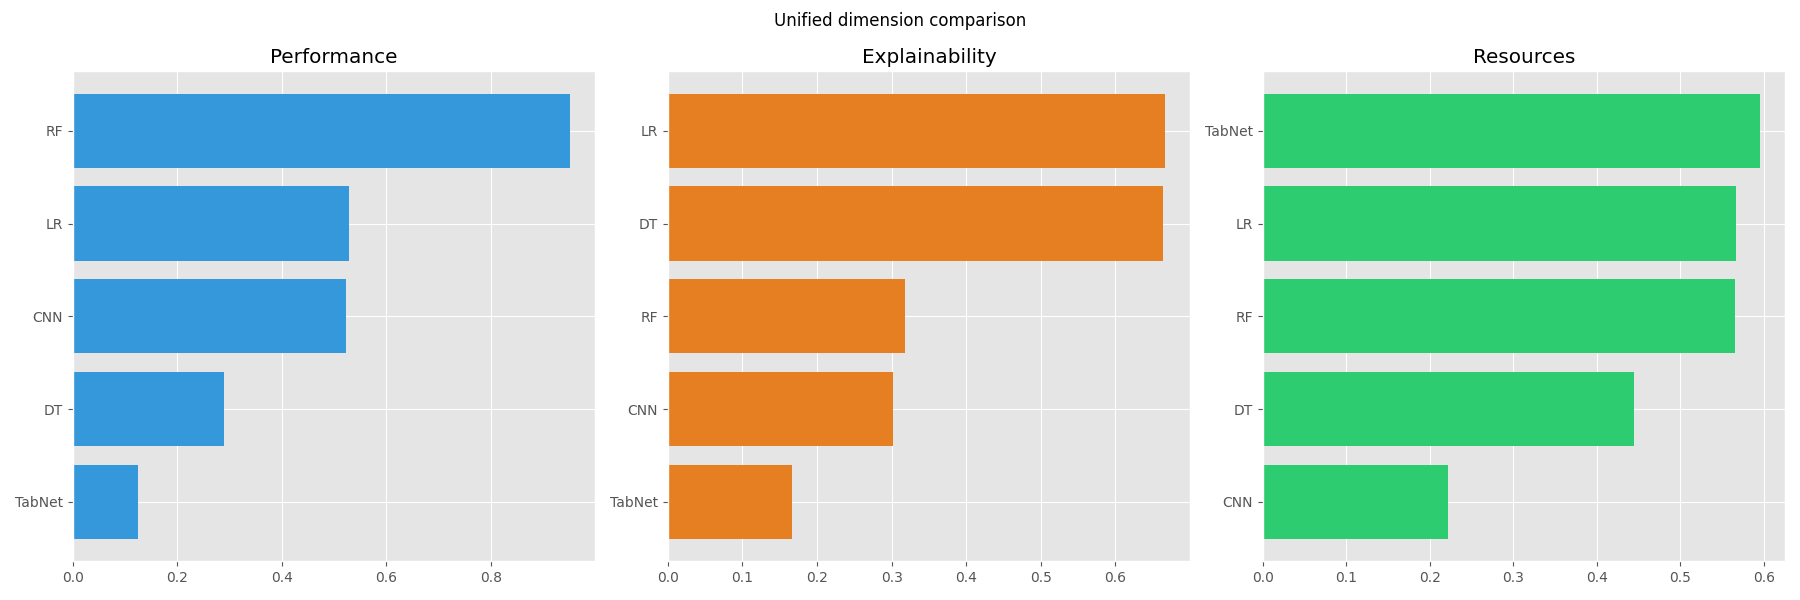 Unified dimension comparison
Performance
RF
LR
CNN
DT
TabNet
0.0 0.2 0.4 0.6 0.8
Explainability
LR
DT
RF
CNN
TabNet
0.0 0.1 0.2 0.3 0.4 0.5 0.6
Resources
TabNet
LR
RF
DT
CNN
0.0 0.1 0.2 0.3 0.4 0.5 0.6